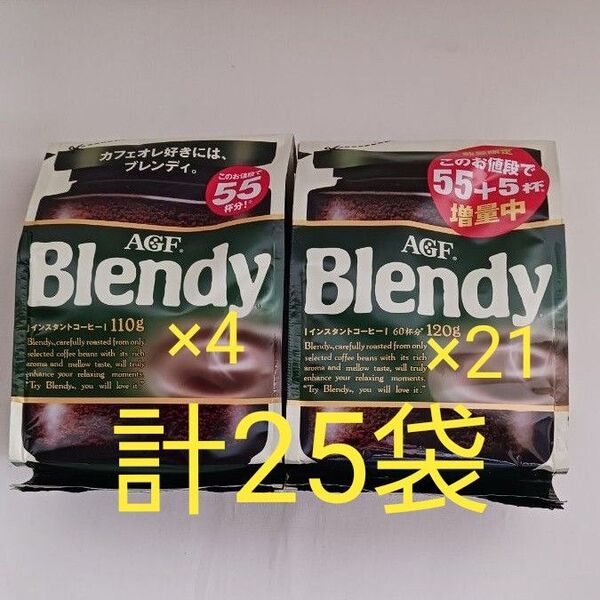 カフェオレ好きには、
ブレンディ。
このお値段で
55
杯分!
AGF
Blendy
インスタントコーヒー 110g
Blendy, carefully roasted from only
selected coffee beans with its rich
aroma and mellow taste, will truly
enhance your relaxing moments.
"Try Blendy, you will love it."
×4
数量限定
このお値段で
55+5杯
増量中
AGF
Blendy
インスタントコーヒー 60杯分 120g
Blendy, carefully roasted from only
selected coffee beans with its rich
aroma and mellow taste, will truly
enhance your relaxing moments.
"Try Blendy, you will love it."
×21
計25袋